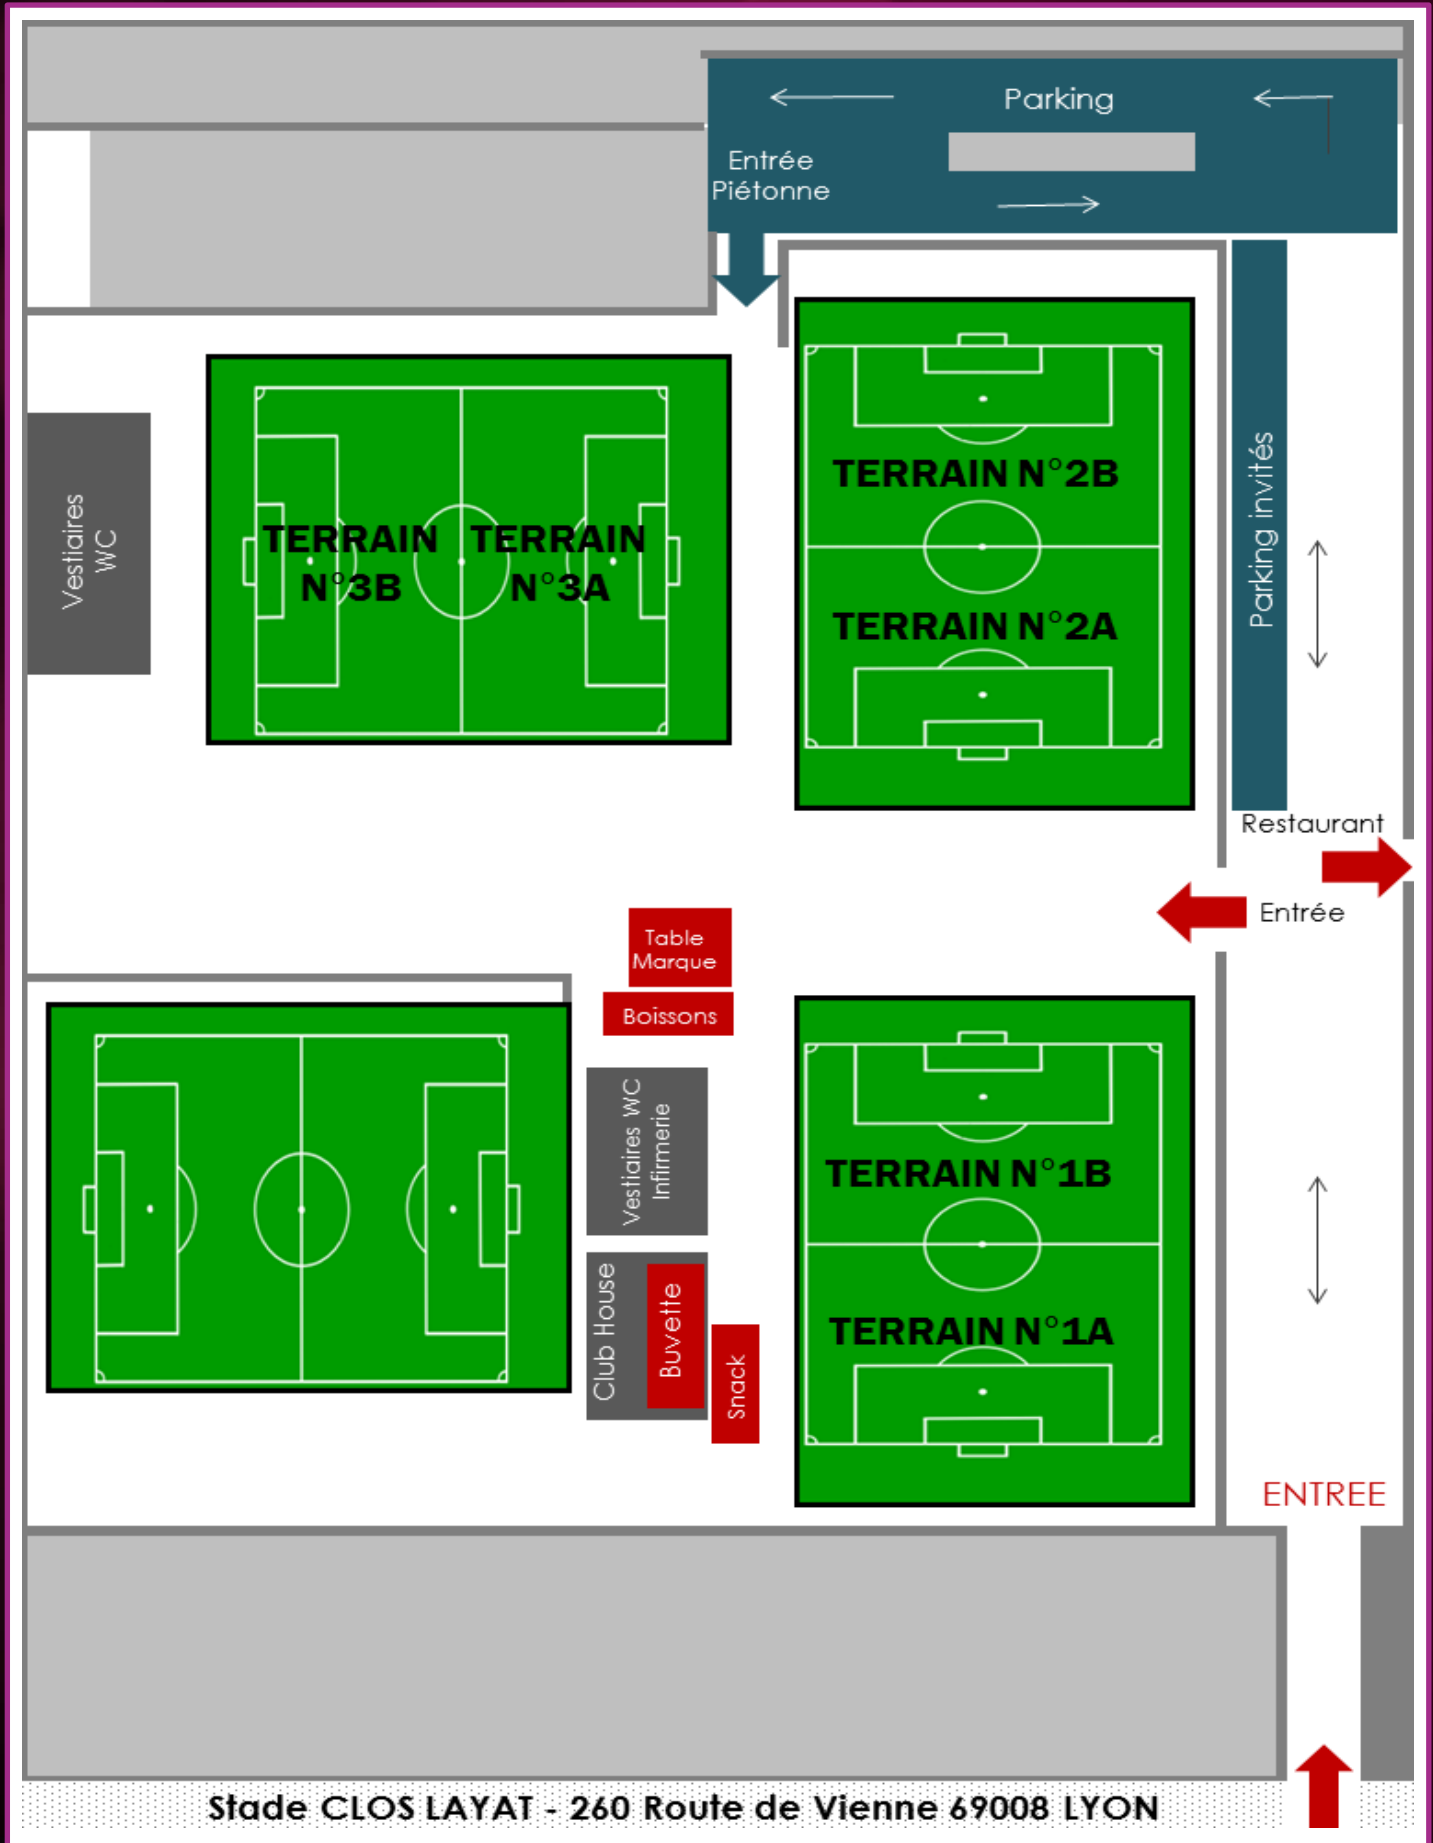 Parking
Entrée
Piétonne
TERRAIN N°2B
TERRAIN N°2A
Parking invités
Vestiaires
WC
TERRAIN
N°3B
TERRAIN
N°3A
Restaurant
Entrée
Table
Marque
Boissons
Vestiaires WC
Infirmerie
Club House
Buvette
Snack
TERRAIN N°1B
TERRAIN N°1A
ENTREE
Stade CLOS LAYAT - 260 Route de Vienne 69008 LYON